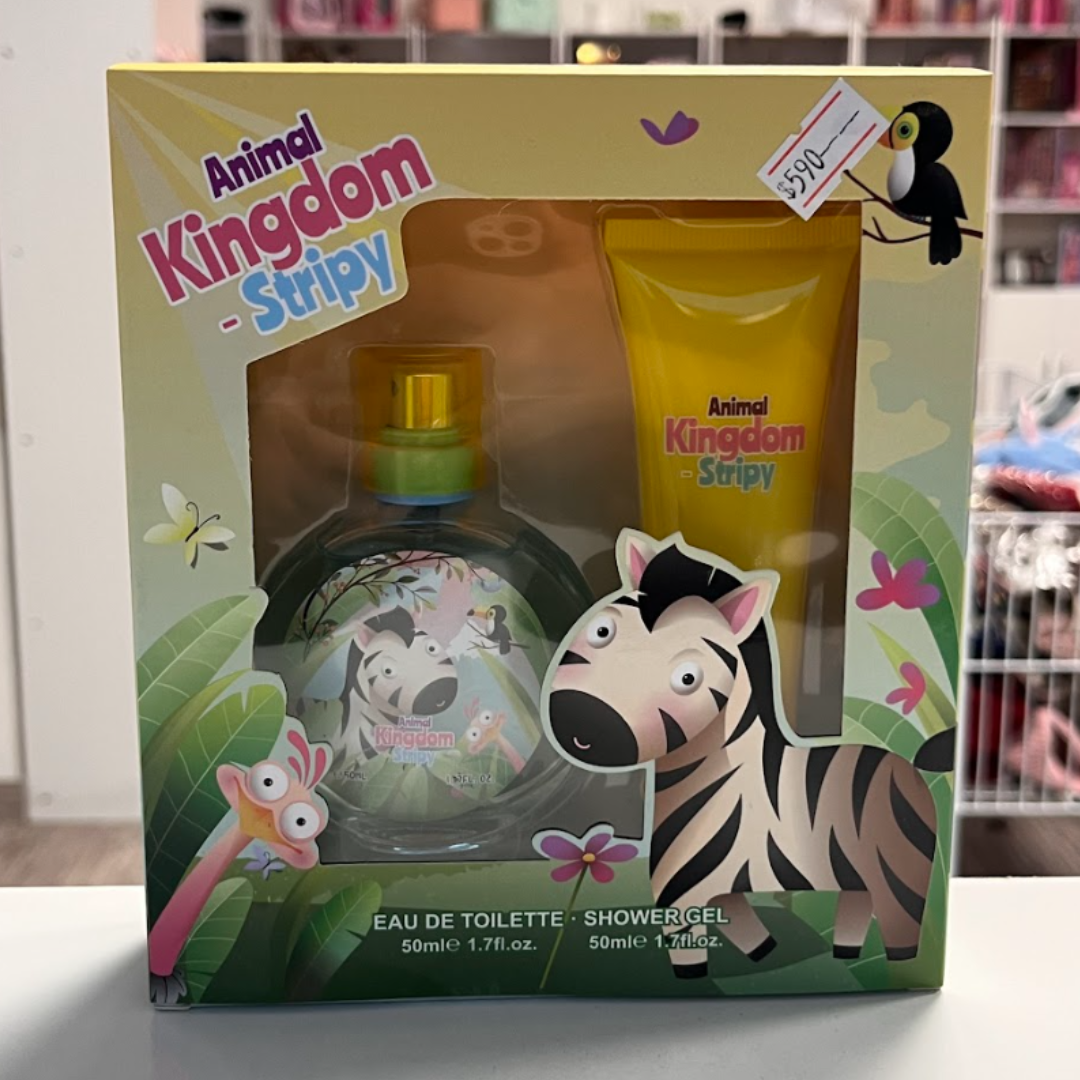 Animal
Kingdom
- Stripy
$590—
Animal
Kingdom
- Stripy
Animal
Kingdom
Stripy
EAU DE TOILETTE · SHOWER GEL
50ml℮ 1.7fl.oz. 50ml℮ 1.7fl.oz.